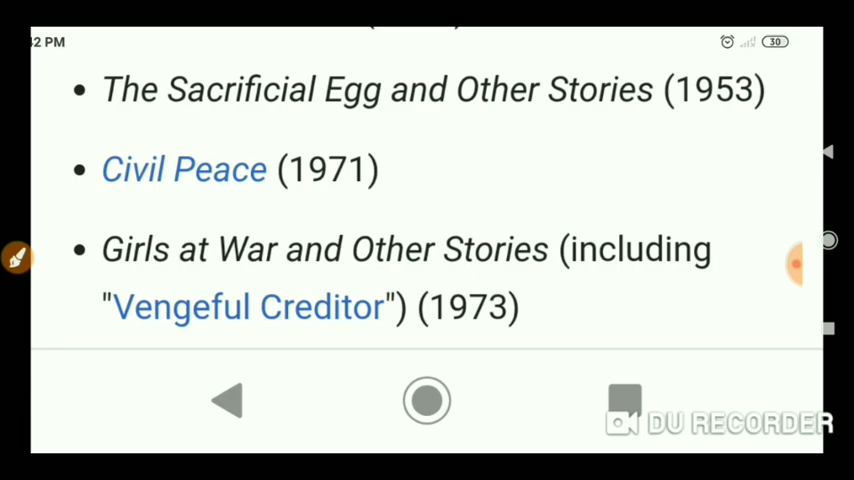 42 PM
30
The Sacrificial Egg and Other Stories (1953)
Civil Peace (1971)
Girls at War and Other Stories (including
"Vengeful Creditor") (1973)
DU RECORDER